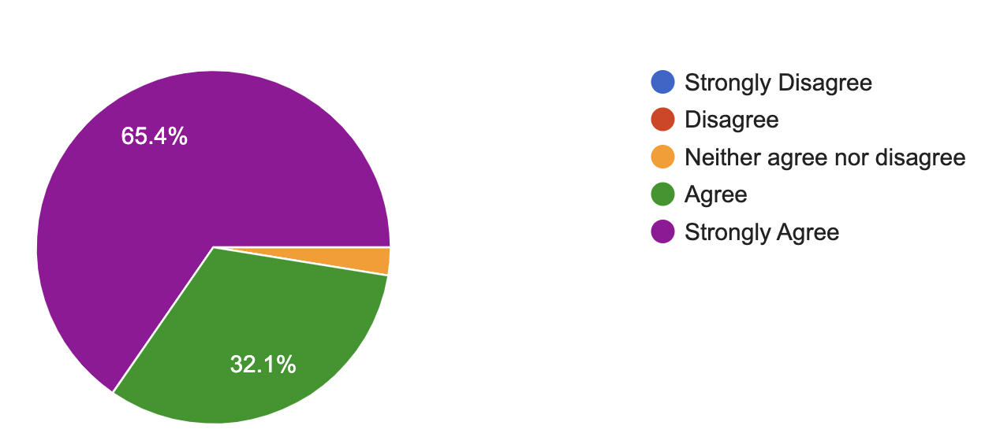 65.4%
32.1%
Strongly Disagree
Disagree
Neither agree nor disagree
Agree
Strongly Agree